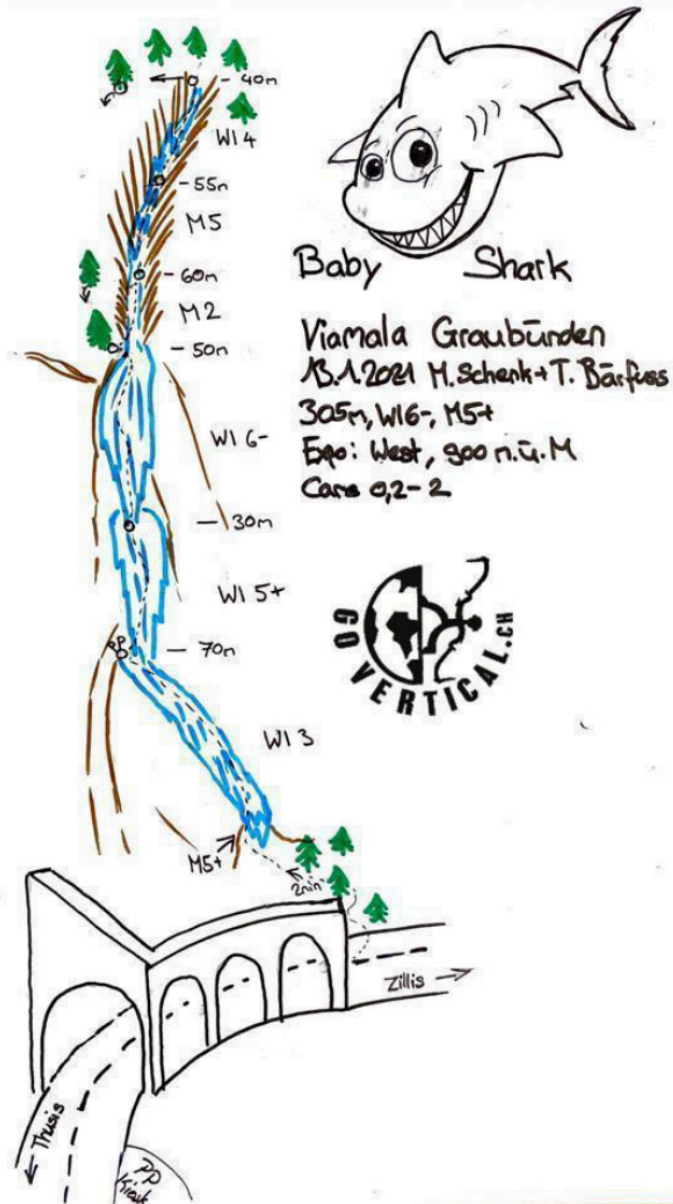 40m
WI 4
55m
M5
60m
M2
50m
WI 6-
30m
WI 5+
70m
WI 3
M5+
2min
Baby Shark
Viamala Graubünden
13.1.2021 M.Schenk + T. Bärfuss
305m, WI6-, M5+
Expo: West, 900 m.ü.M
Cams 0,2-2
GO VERTICAL.CH
Zillis
Thusis
PP